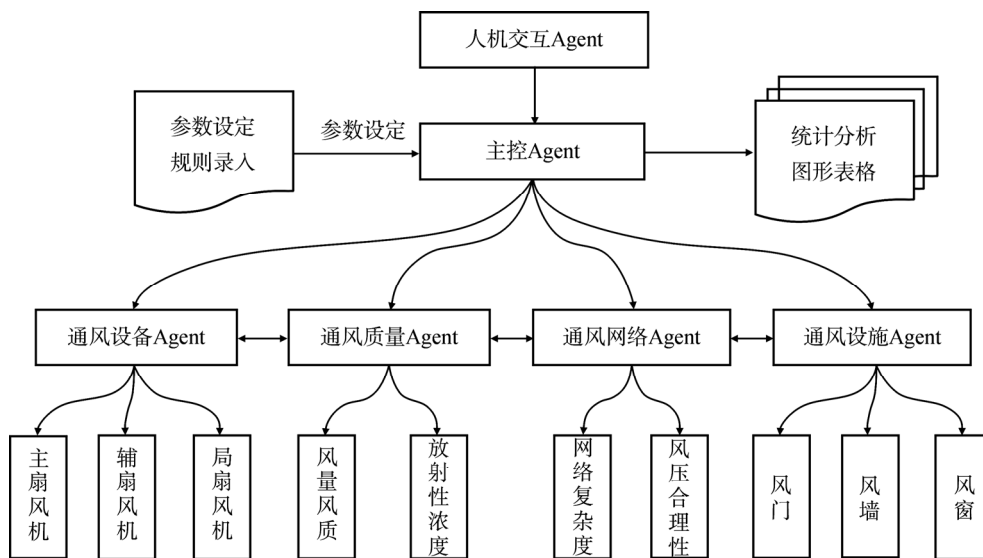 人机交互Agent
参数设定
规则录入
参数设定
主控Agent
统计分析
图形表格
通风设备Agent
通风质量Agent
通风网络Agent
通风设施Agent
主扇风机
辅扇风机
局扇风机
风量风质
放射性浓度
网络复杂度
风压合理性
风门
风墙
风窗